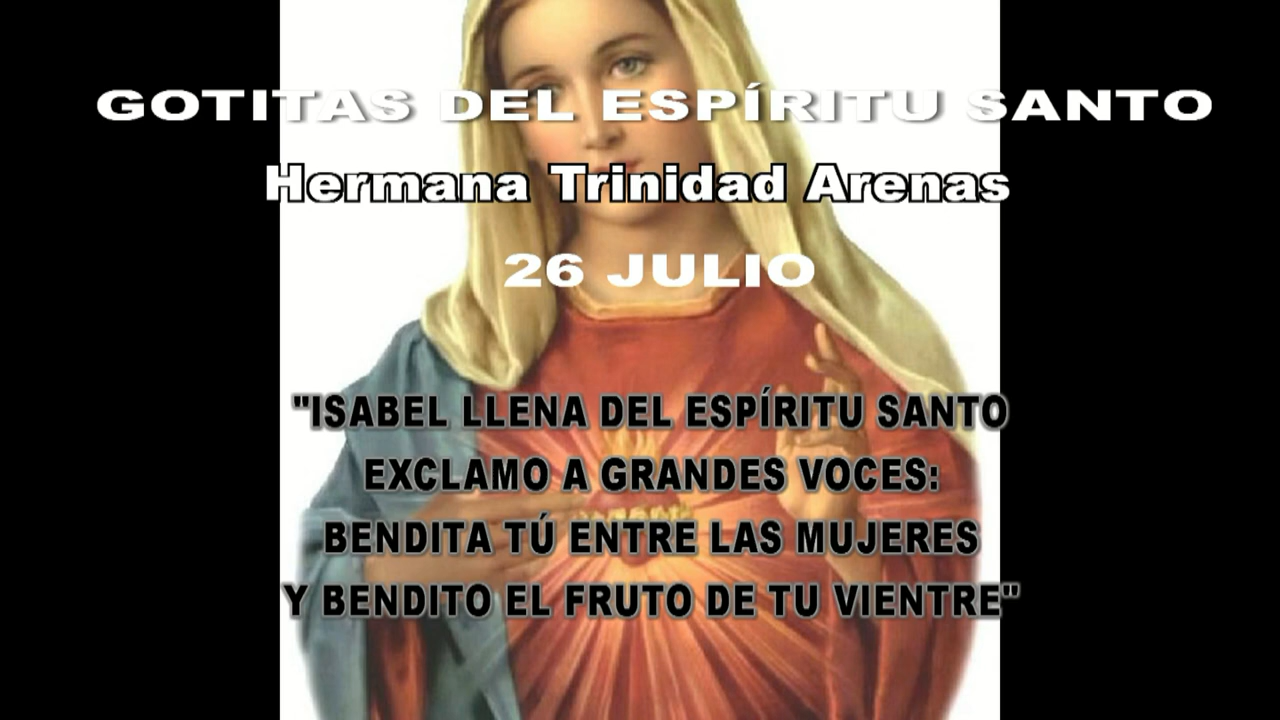 GOTITAS DEL ESPÍRITU SANTO
Hermana Trinidad Arenas
26 JULIO
"ISABEL LLENA DEL ESPÍRITU SANTO
EXCLAMO A GRANDES VOCES:
BENDITA TÚ ENTRE LAS MUJERES
Y BENDITO EL FRUTO DE TU VIENTRE"